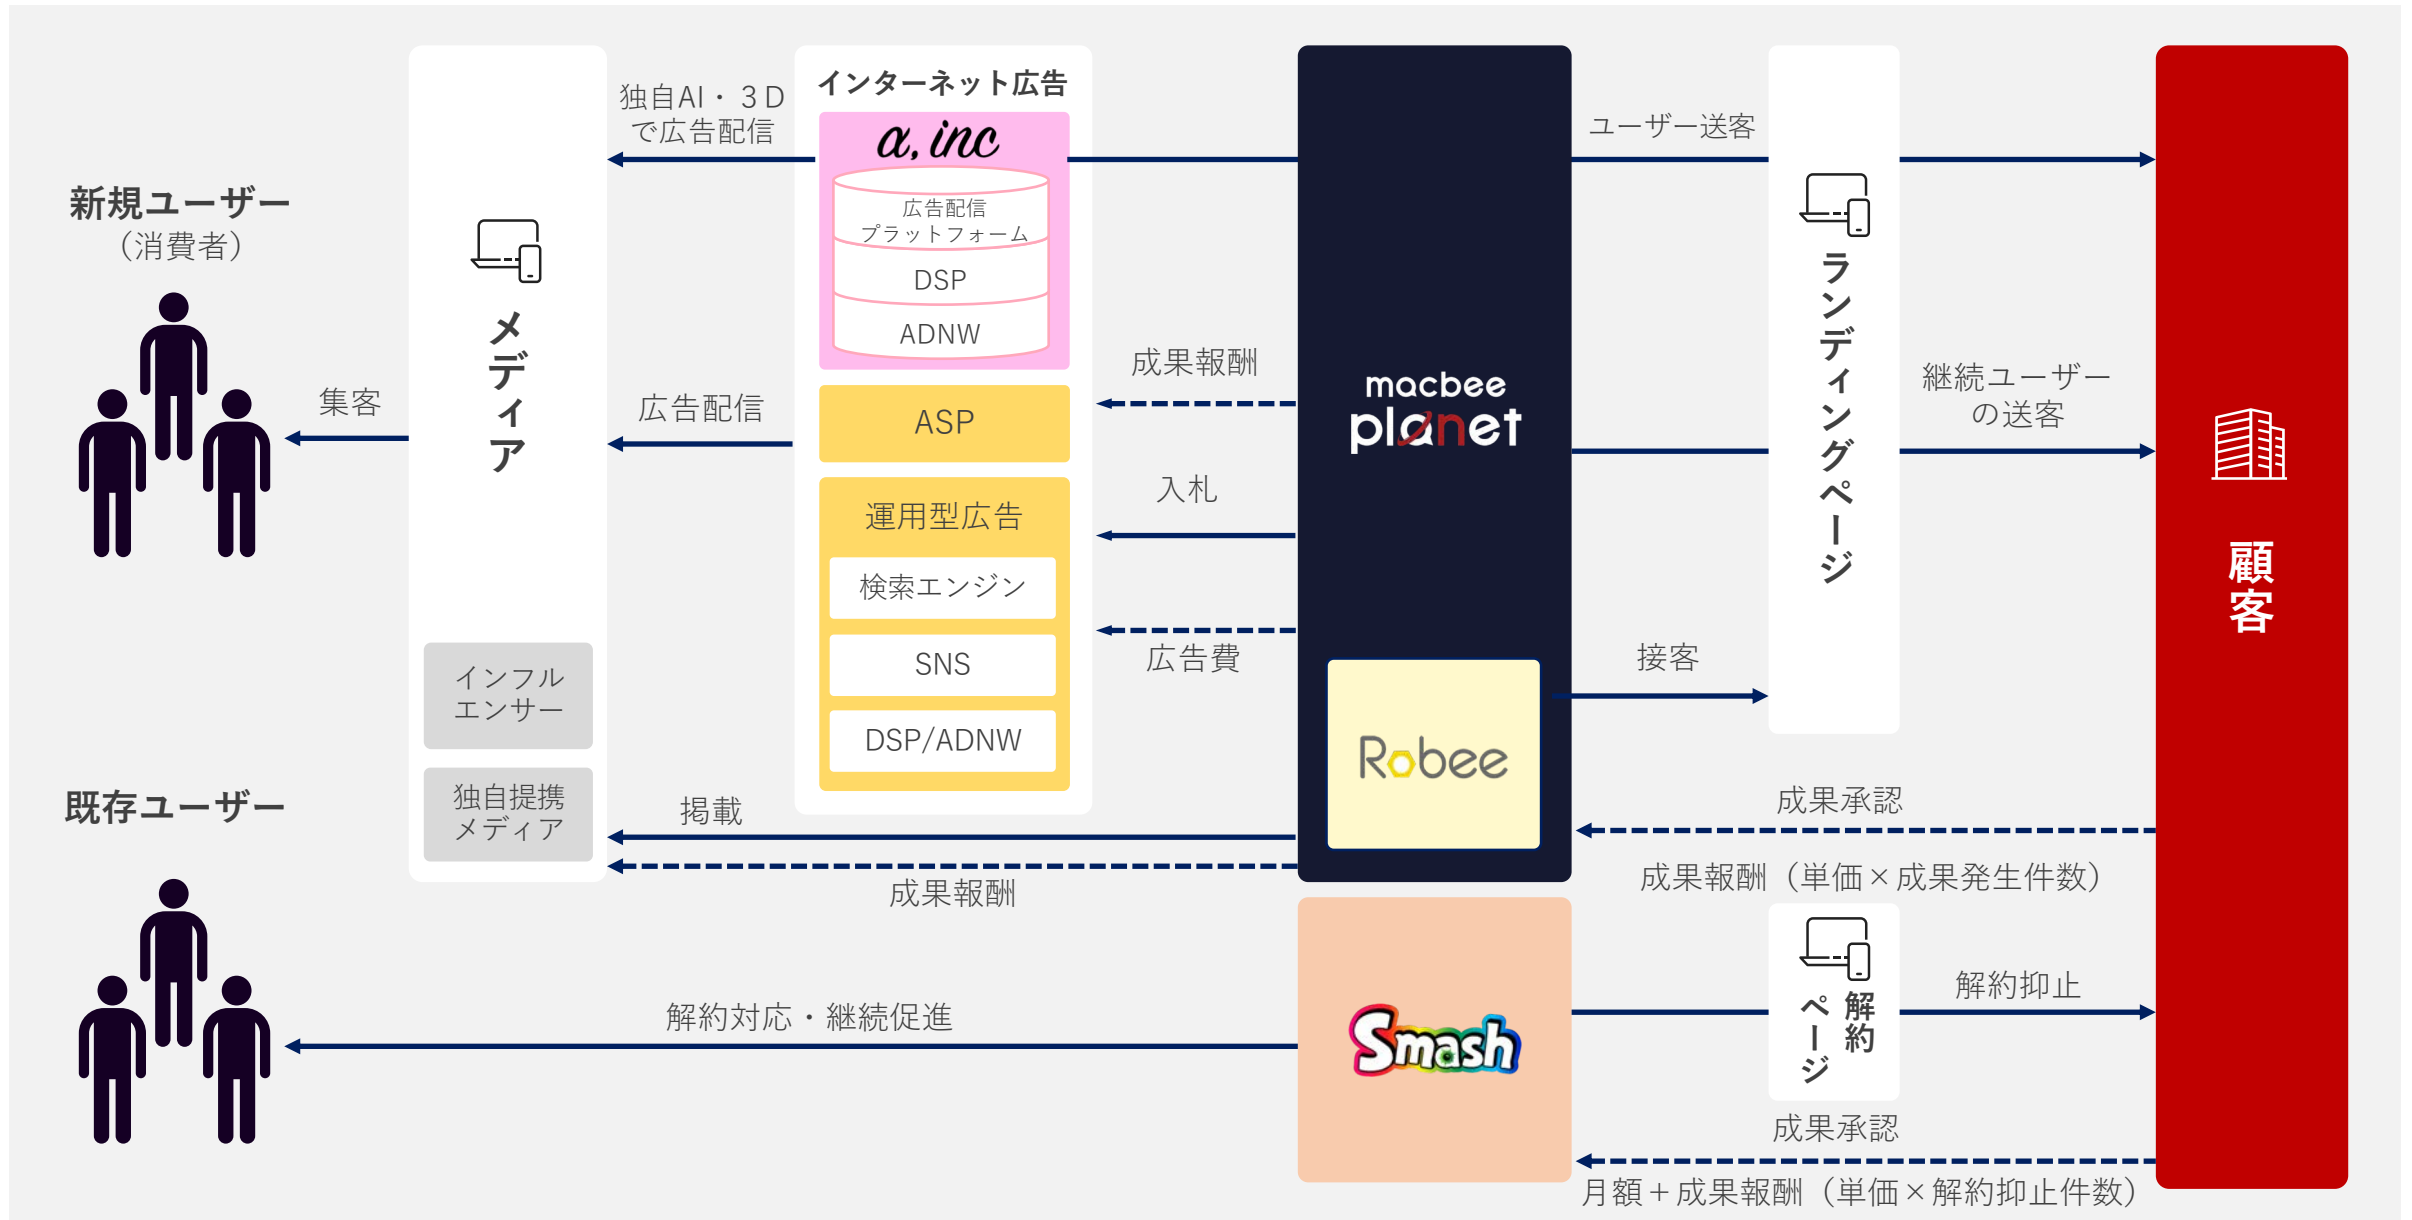 新規ユーザー
（消費者）
集客
既存ユーザー
メディア
インフル
エンサー
独自提携
メディア
独自AI・３D
で広告配信
広告配信
掲載
成果報酬
解約対応・継続促進
インターネット広告
α, inc
広告配信
プラットフォーム
DSP
ADNW
ASP
運用型広告
検索エンジン
SNS
DSP/ADNW
成果報酬
入札
広告費
macbee
planet
Robee
Smash
ユーザー送客
接客
ランディングページ
継続ユーザー
の送客
成果承認
成果報酬（単価×成果発生件数）
解約
ページ
解約抑止
成果承認
月額＋成果報酬（単価×解約抑止件数）
顧客